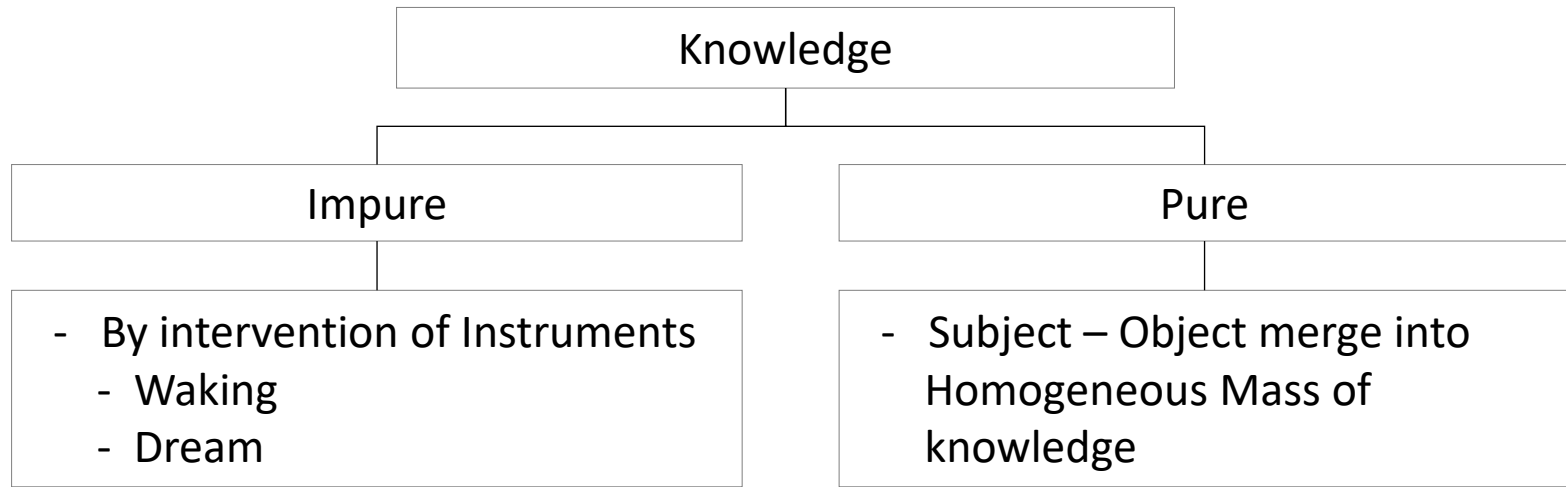 Knowledge
Impure
Pure
- By intervention of Instruments
- Waking
- Dream
- Subject – Object merge into
Homogeneous Mass of
knowledge